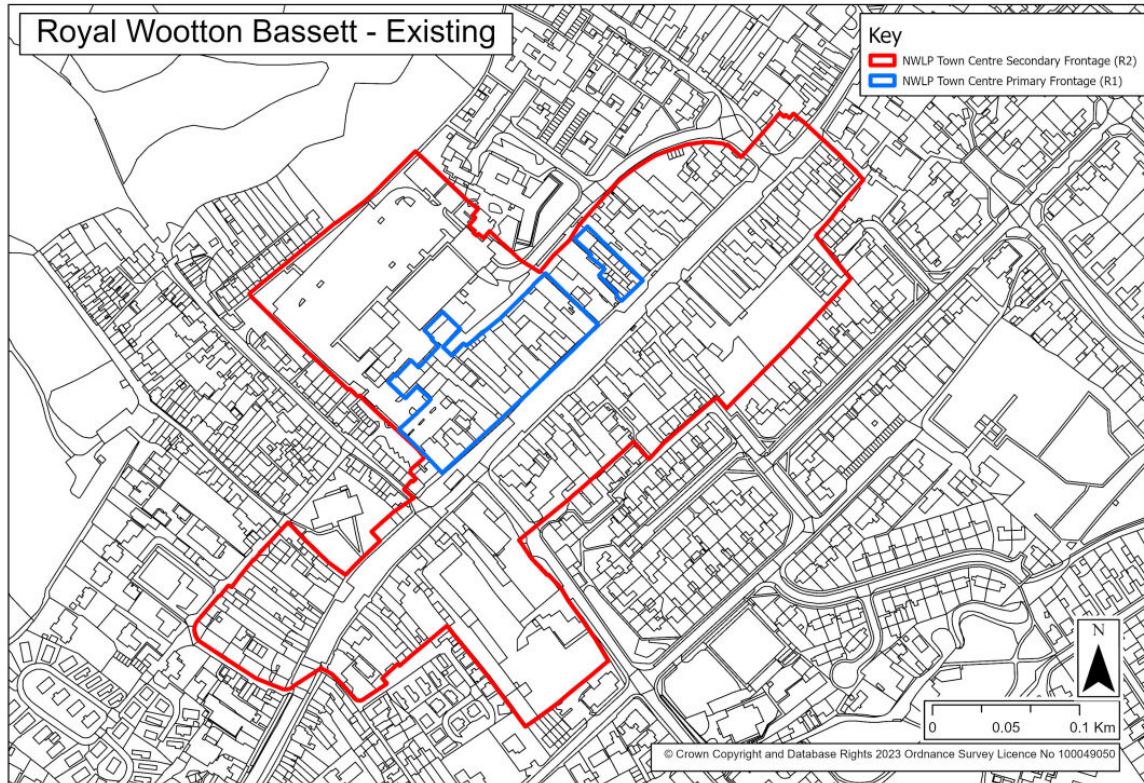 Royal Wootton Bassett - Existing
Key
NWLP Town Centre Secondary Frontage (R2)
NWLP Town Centre Primary Frontage (R1)
N
0 0.05 0.1 Km
© Crown Copyright and Database Rights 2023 Ordnance Survey Licence No 100049050